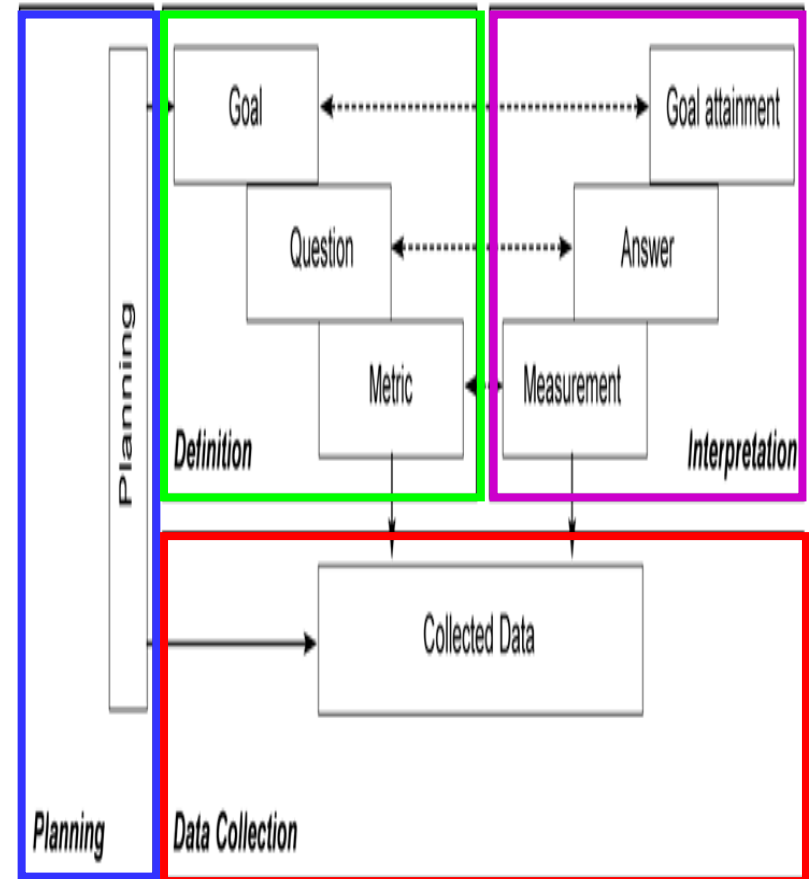 Goal
Goal attainment
Question
Answer
Metric
Measurement
Definition
Interpretation
Planning
Collected Data
Planning
Data Collection